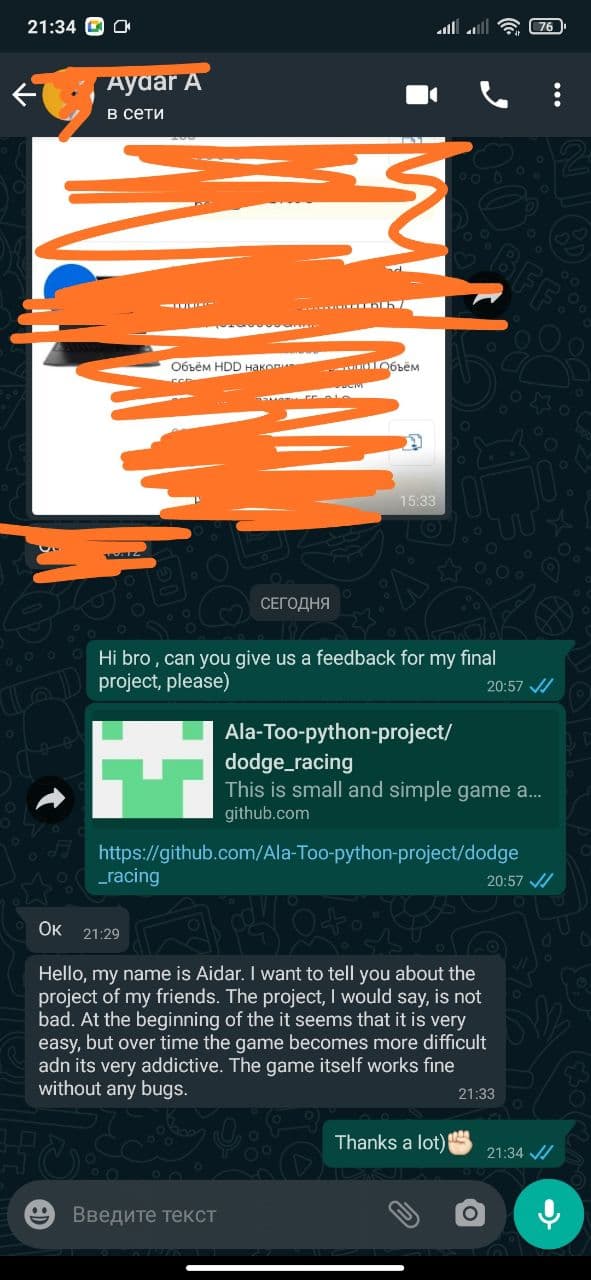 21:34
76
Aydar A
в сети
Объём HDD
Объём
15:33
СЕГОДНЯ
Hi bro , can you give us a feedback for my final
project, please)
20:57
Ala-Too-python-project/
dodge_racing
This is small and simple game a...
github.com
https://github.com/Ala-Too-python-project/dodge
_racing
20:57
Ок
21:29
Hello, my name is Aidar. I want to tell you about the
project of my friends. The project, I would say, is not
bad. At the beginning of the it seems that it is very
easy, but over time the game becomes more difficult
adn its very addictive. The game itself works fine
without any bugs.
21:33
Thanks a lot)✊🏻
21:34
Введите текст